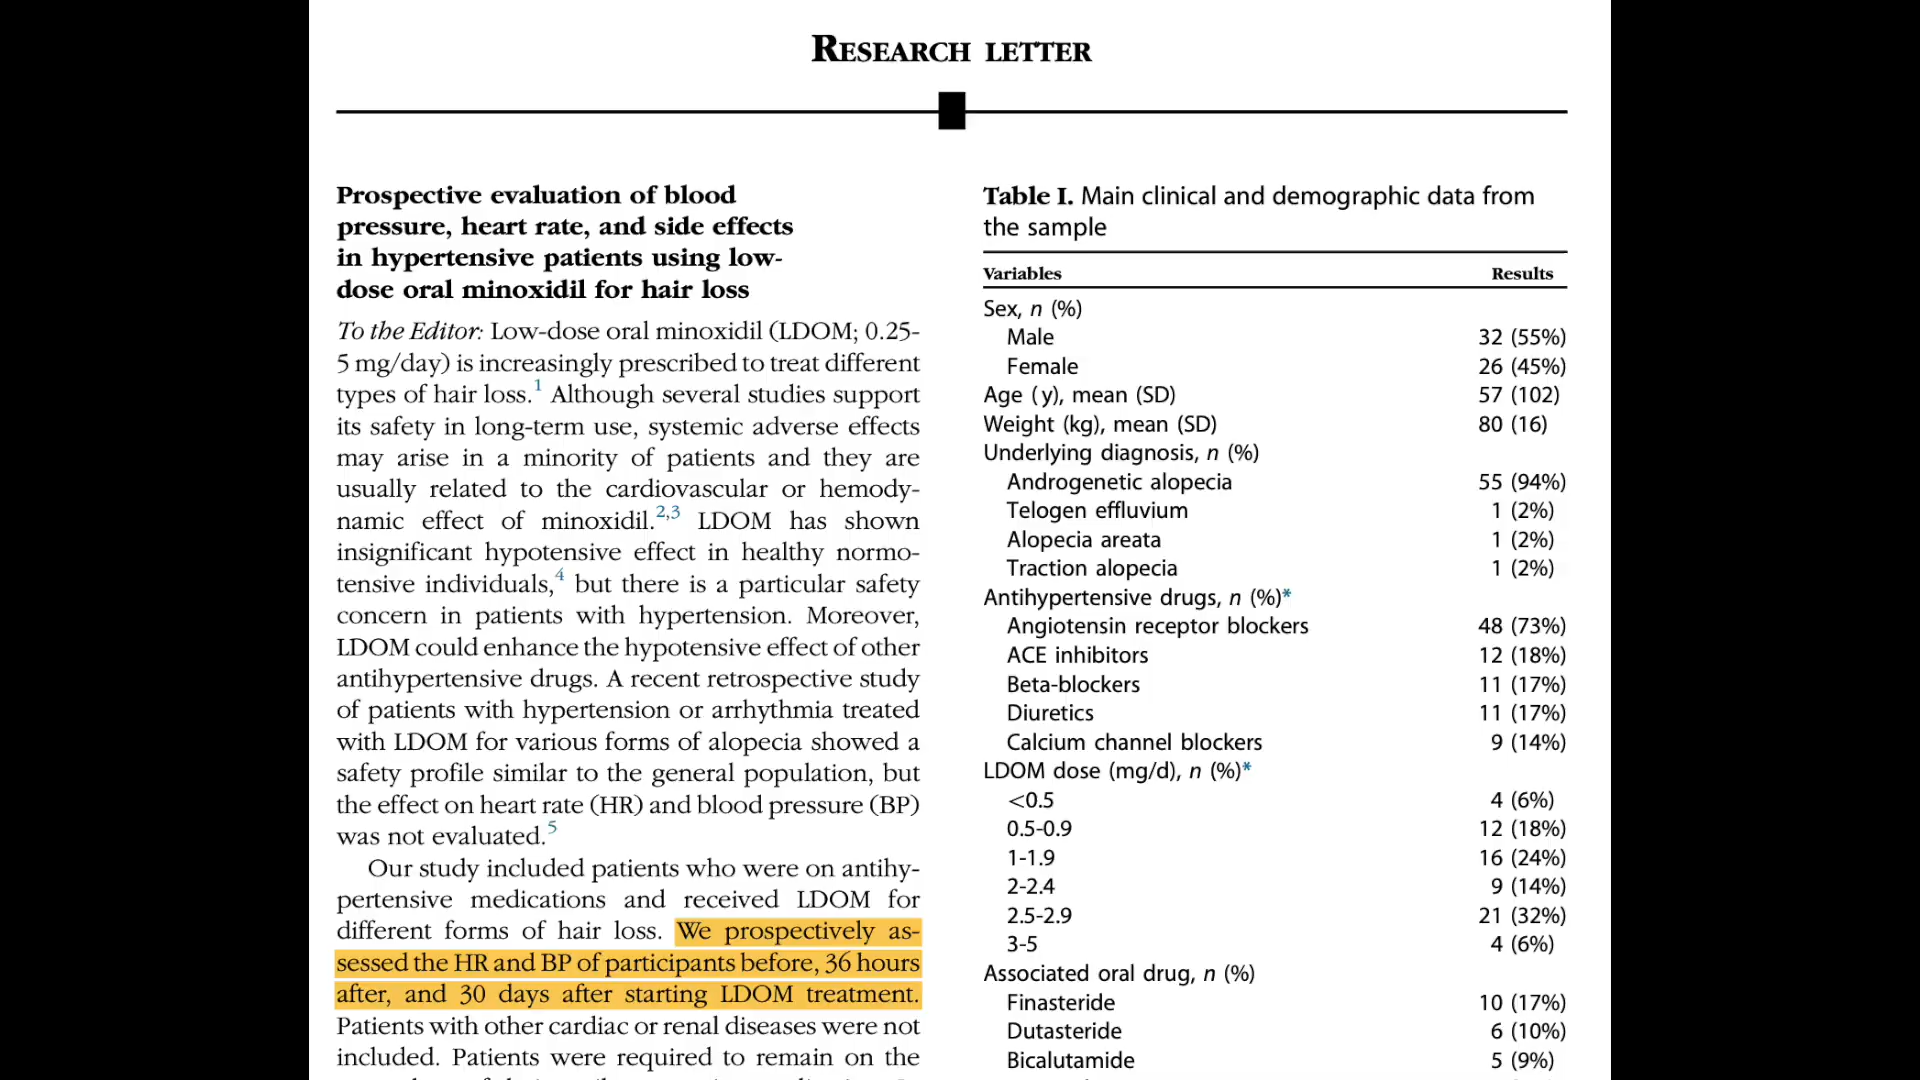 RESEARCH LETTER
Prospective evaluation of blood
pressure, heart rate, and side effects
in hypertensive patients using low-
dose oral minoxidil for hair loss
To the Editor: Low-dose oral minoxidil (LDOM; 0.25-
5 mg/day) is increasingly prescribed to treat different
types of hair loss.1 Although several studies support
its safety in long-term use, systemic adverse effects
may arise in a minority of patients and they are
usually related to the cardiovascular or hemody-
namic effect of minoxidil.2,3 LDOM has shown
insignificant hypotensive effect in healthy normo-
tensive individuals,4 but there is a particular safety
concern in patients with hypertension. Moreover,
LDOM could enhance the hypotensive effect of other
antihypertensive drugs. A recent retrospective study
of patients with hypertension or arrhythmia treated
with LDOM for various forms of alopecia showed a
safety profile similar to the general population, but
the effect on heart rate (HR) and blood pressure (BP)
was not evaluated.5
Our study included patients who were on antihy-
pertensive medications and received LDOM for
different forms of hair loss. We prospectively as-
sessed the HR and BP of participants before, 36 hours
after, and 30 days after starting LDOM treatment.
Patients with other cardiac or renal diseases were not
included. Patients were required to remain on the
Table I. Main clinical and demographic data from
the sample
Variables Results
Sex, n (%)
Male 32 (55%)
Female 26 (45%)
Age (y), mean (SD) 57 (102)
Weight (kg), mean (SD) 80 (16)
Underlying diagnosis, n (%)
Androgenetic alopecia 55 (94%)
Telogen effluvium 1 (2%)
Alopecia areata 1 (2%)
Traction alopecia 1 (2%)
Antihypertensive drugs, n (%)*
Angiotensin receptor blockers 48 (73%)
ACE inhibitors 12 (18%)
Beta-blockers 11 (17%)
Diuretics 11 (17%)
Calcium channel blockers 9 (14%)
LDOM dose (mg/d), n (%)*
<0.5 4 (6%)
0.5-0.9 12 (18%)
1-1.9 16 (24%)
2-2.4 9 (14%)
2.5-2.9 21 (32%)
3-5 4 (6%)
Associated oral drug, n (%)
Finasteride 10 (17%)
Dutasteride 6 (10%)
Bicalutamide 5 (9%)